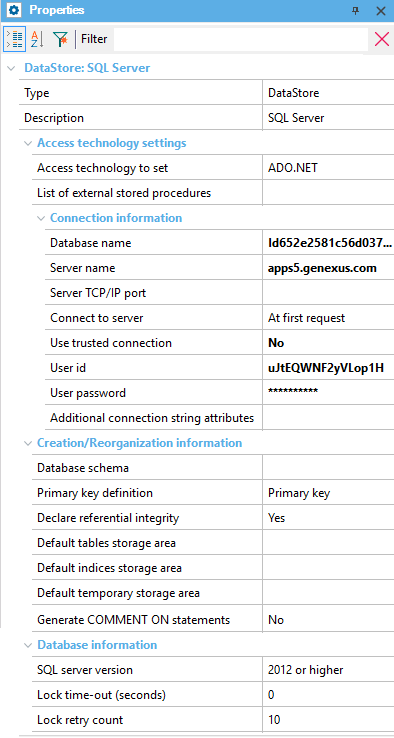 Properties
Filter
DataStore: SQL Server
Type DataStore
Description SQL Server
Access technology settings
Access technology to set ADO.NET
List of external stored procedures
Connection information
Database name Id652e2581c56d037...
Server name apps5.genexus.com
Server TCP/IP port
Connect to server At first request
Use trusted connection No
User id uJtEQWNF2yVLop1H
User password **********
Additional connection string attributes
Creation/Reorganization information
Database schema
Primary key definition Primary key
Declare referential integrity Yes
Default tables storage area
Default indices storage area
Default temporary storage area
Generate COMMENT ON statements No
Database information
SQL server version 2012 or higher
Lock time-out (seconds) 0
Lock retry count 10